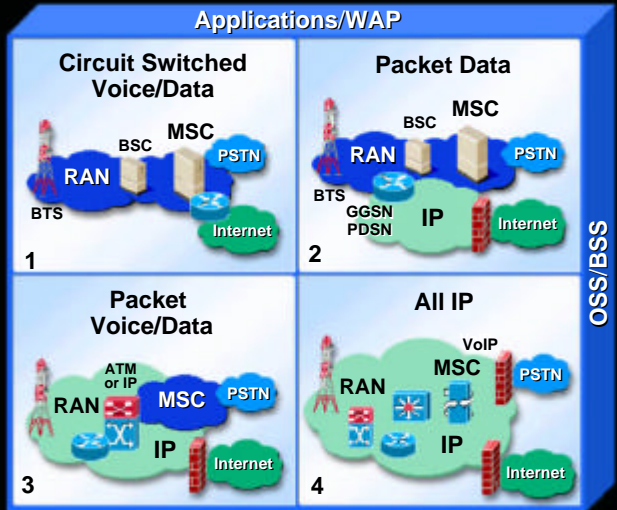 Applications/WAP
Circuit Switched
Voice/Data
BSC
MSC
PSTN
RAN
BTS
Internet
1
Packet Data
BSC
MSC
RAN
PSTN
BTS
GGSN
PDSN
IP
Internet
2
OSS/BSS
Packet
Voice/Data
ATM
or IP
RAN
MSC
PSTN
IP
Internet
3
All IP
VoIP
MSC
RAN
PSTN
IP
Internet
4